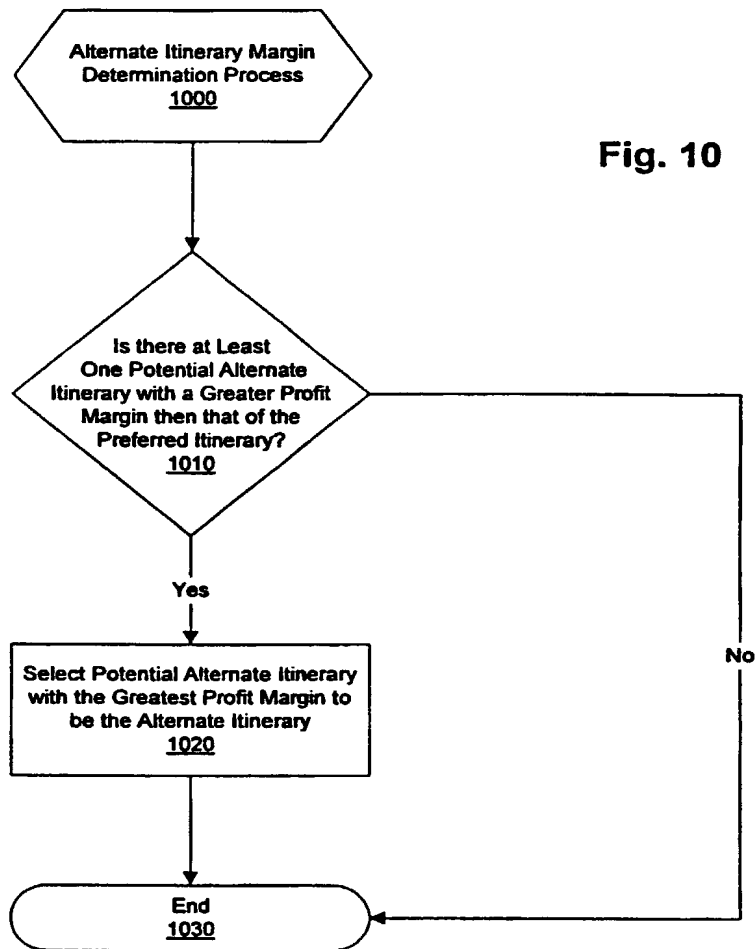 Alternate Itinerary Margin
Determination Process
1000
Fig. 10
Is there at Least
One Potential Alternate
Itinerary with a Greater Profit
Margin then that of the
Preferred Itinerary?
1010
Yes
No
Select Potential Alternate Itinerary
with the Greatest Profit Margin to
be the Alternate Itinerary
1020
End
1030